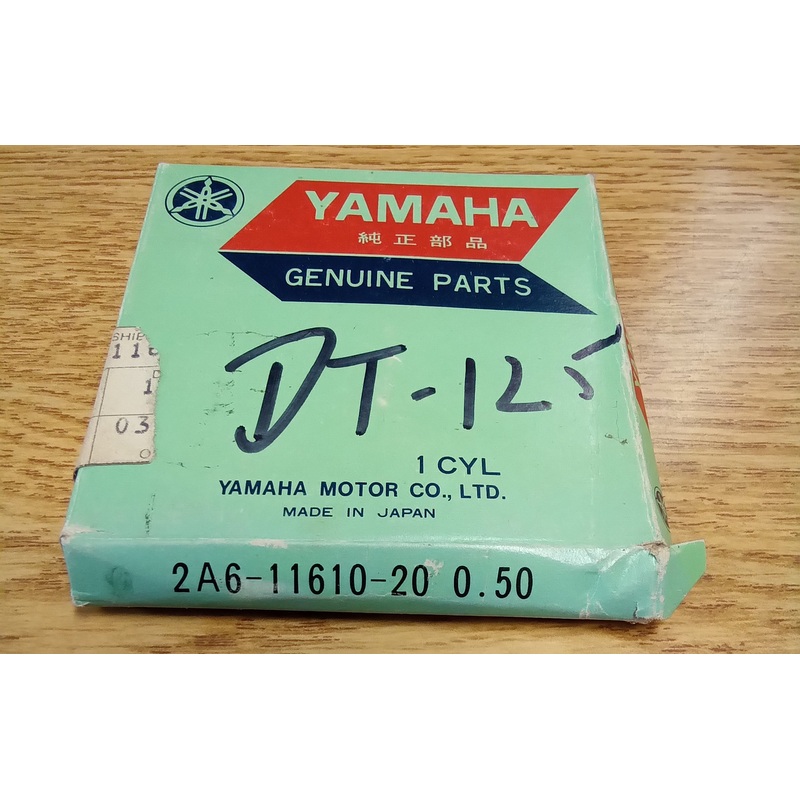 YAMAHA
純正部品
GENUINE PARTS
DT-125
1 CYL
YAMAHA MOTOR CO., LTD.
MADE IN JAPAN
2A6-11610-20 0.50
03